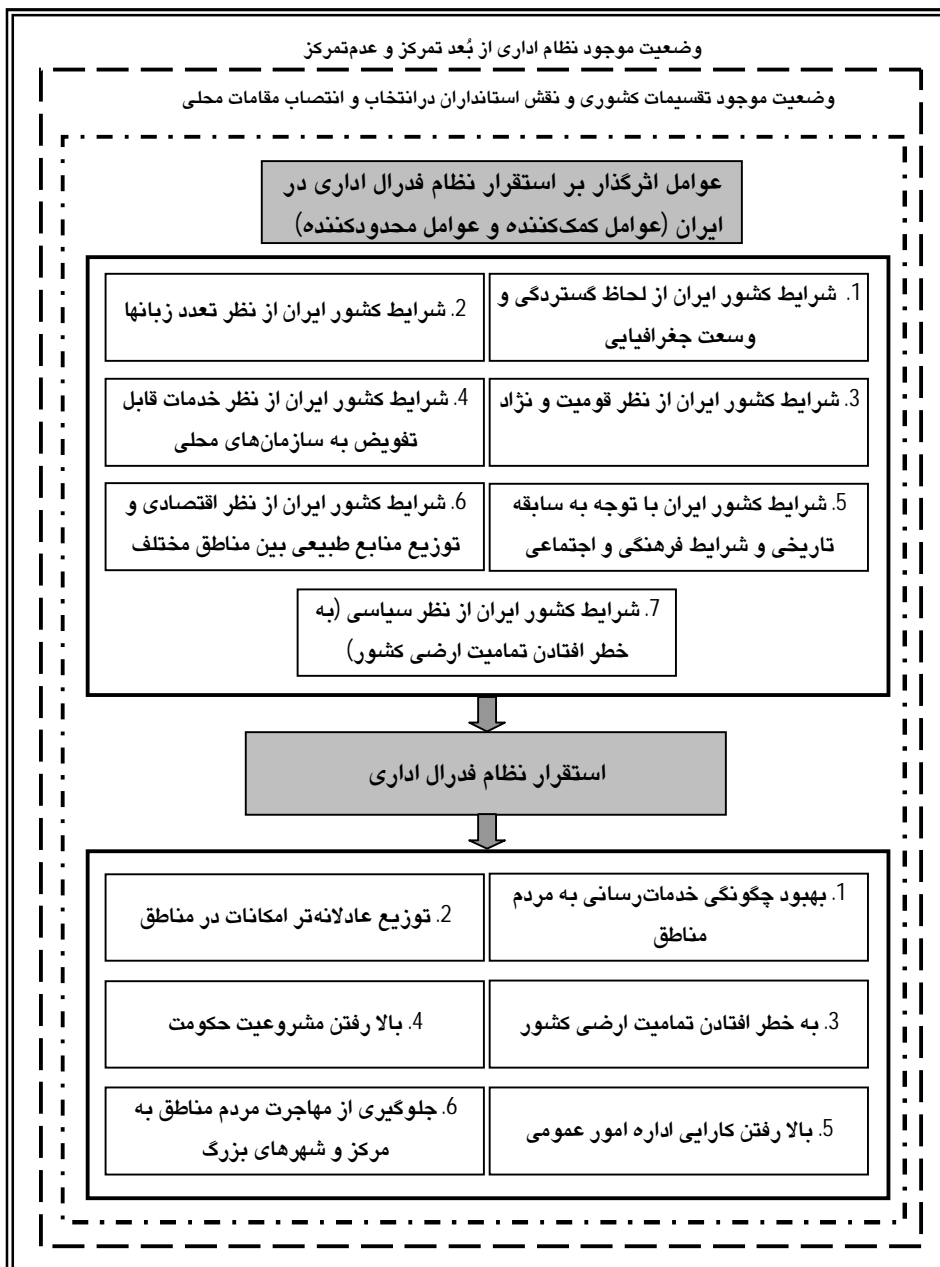 وضعیت موجود نظام اداری از بُعد تمرکز و عدم‌تمرکز
وضعیت موجود تقسیمات کشوری و نقش استانداران درانتخاب و انتصاب مقامات محلی
عوامل اثرگذار بر استقرار نظام فدرال اداری در
ایران (عوامل کمک‌کننده و عوامل محدودکننده)
1. شرایط کشور ایران از لحاظ گستردگی و
وسعت جغرافیایی
2. شرایط کشور ایران از نظر تعدد زبانها
3. شرایط کشور ایران از نظر قومیت و نژاد
4. شرایط کشور ایران از نظر خدمات قابل
تفویض به سازمان‌های محلی
5. شرایط کشور ایران با توجه به سابقه
تاریخی و شرایط فرهنگی و اجتماعی
6. شرایط کشور ایران از نظر اقتصادی و
توزیع منابع طبیعی بین مناطق مختلف
7. شرایط کشور ایران از نظر سیاسی (به
خطر افتادن تمامیت ارضی کشور)
استقرار نظام فدرال اداری
1. بهبود چگونگی خدمات‌رسانی به مردم
مناطق
2. توزیع عادلانه‌تر امکانات در مناطق
3. به خطر افتادن تمامیت ارضی کشور
4. بالا رفتن مشروعیت حکومت
5. بالا رفتن کارایی اداره امور عمومی
6. جلوگیری از مهاجرت مردم مناطق به
مرکز و شهرهای بزرگ